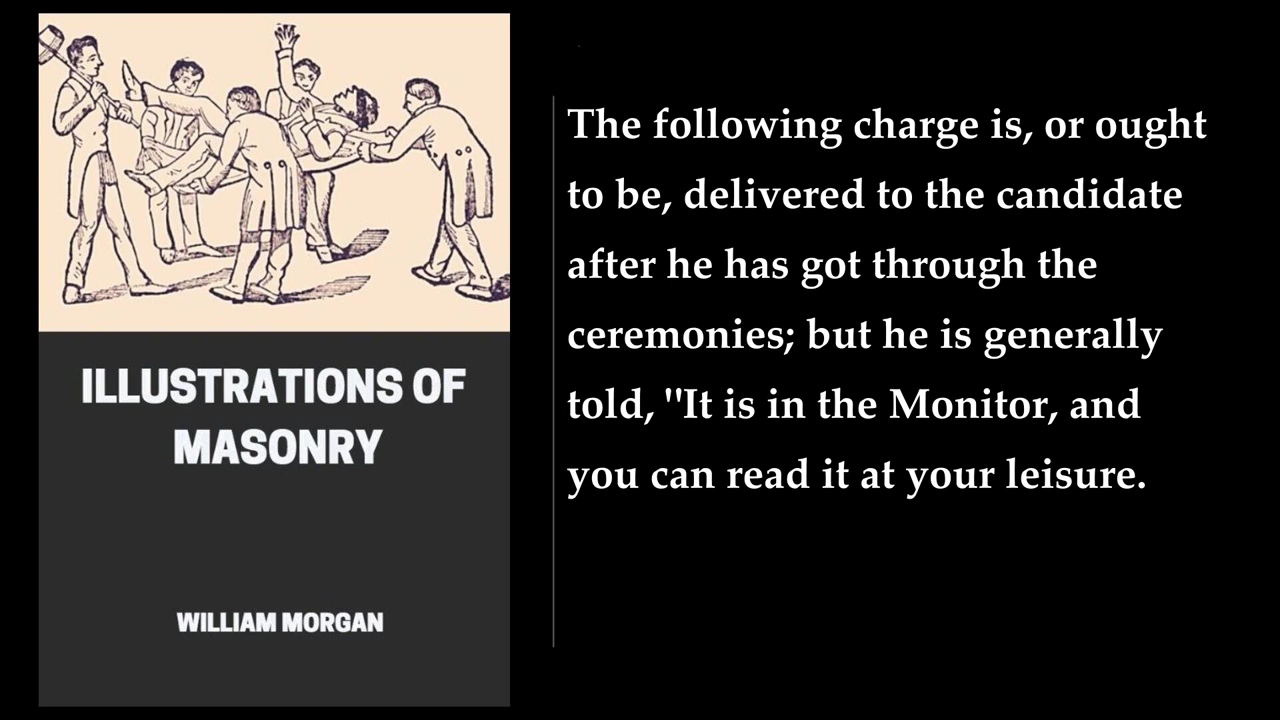 ILLUSTRATIONS OF
MASONRY
WILLIAM MORGAN
The following charge is, or ought
to be, delivered to the candidate
after he has got through the
ceremonies; but he is generally
told, "It is in the Monitor, and
you can read it at your leisure.